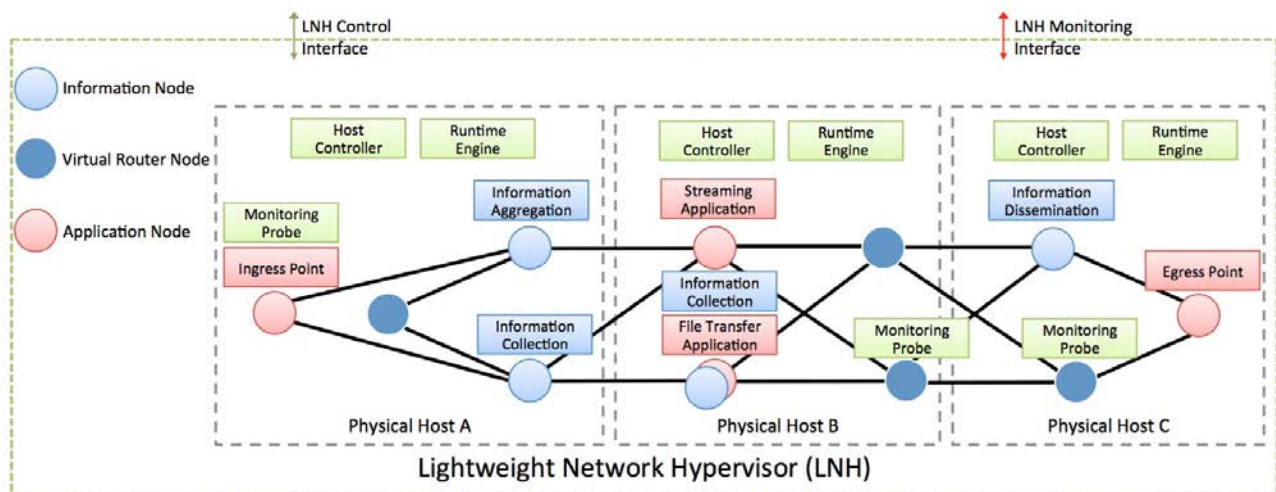 LNH Control
Interface
LNH Monitoring
Interface
Information Node
Virtual Router Node
Application Node
Host
Controller
Runtime
Engine
Information
Aggregation
Monitoring
Probe
Ingress Point
Information
Collection
Physical Host A
Host
Controller
Runtime
Engine
Streaming
Application
Information
Collection
File Transfer
Application
Monitoring
Probe
Physical Host B
Host
Controller
Runtime
Engine
Information
Dissemination
Egress Point
Monitoring
Probe
Physical Host C
Lightweight Network Hypervisor (LNH)